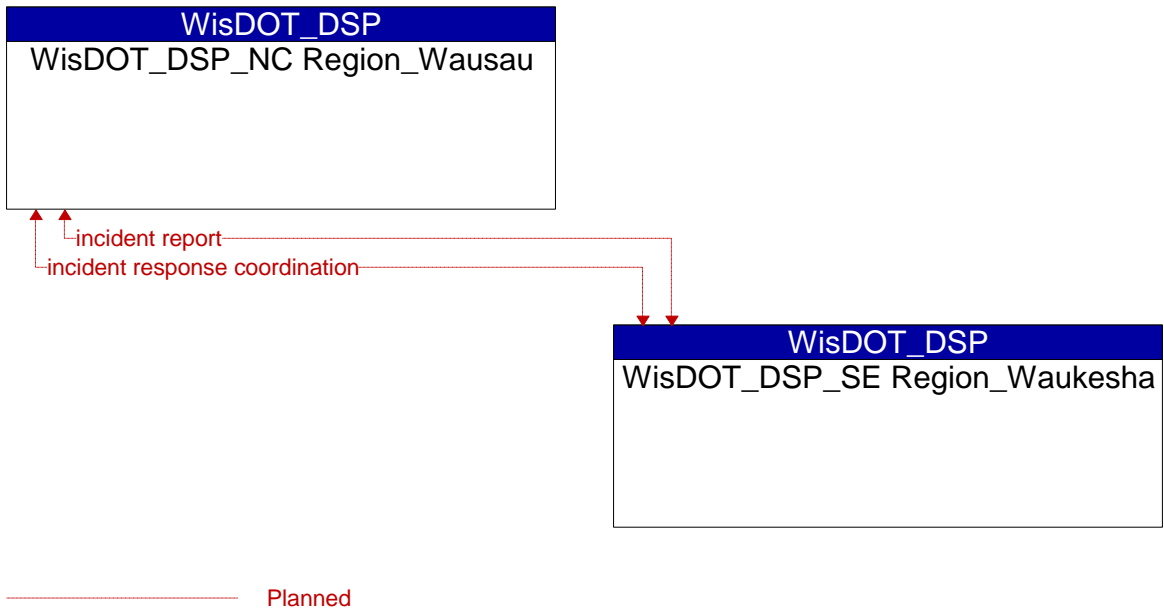 WisDOT_DSP
WisDOT_DSP_NC Region_Wausau
incident report
incident response coordination
WisDOT_DSP
WisDOT_DSP_SE Region_Waukesha
Planned